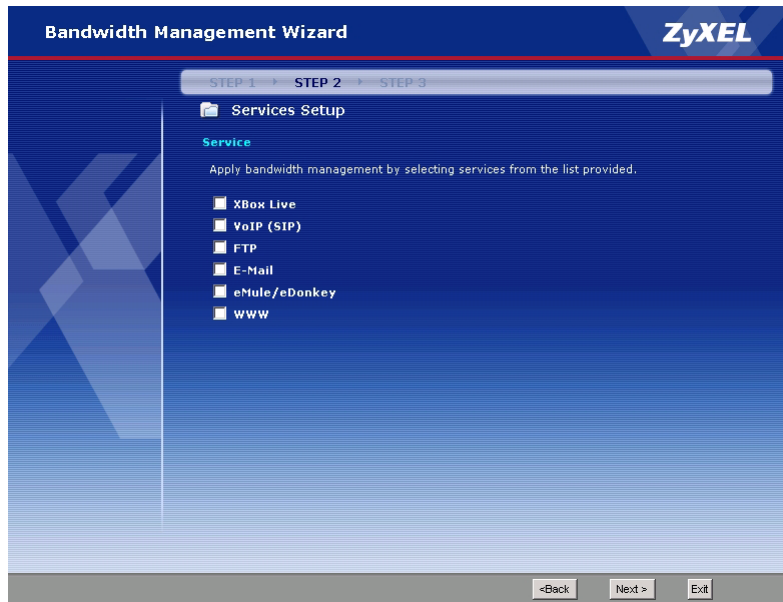 Bandwidth Management Wizard
ZyXEL
STEP 1 STEP 2 STEP 3
Services Setup
Service
Apply bandwidth management by selecting services from the list provided.
XBox Live
VoIP (SIP)
FTP
E-Mail
eMule/eDonkey
WWW
<Back Next > Exit